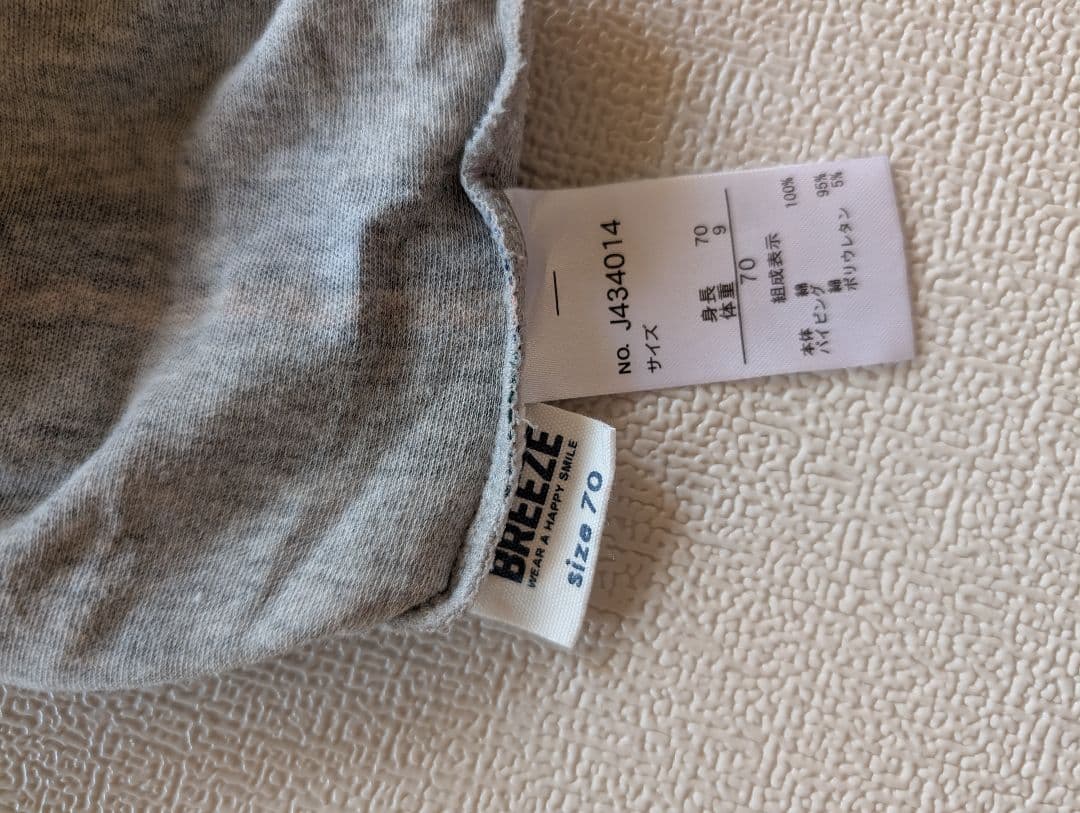 NO. J434014
サイズ
身長 70
体重 9
70
組成表示
本体 綿 100%
パイピング 綿 95%
ポリウレタン 5%
BREEZE
WEAR A HAPPY SMILE
size 70